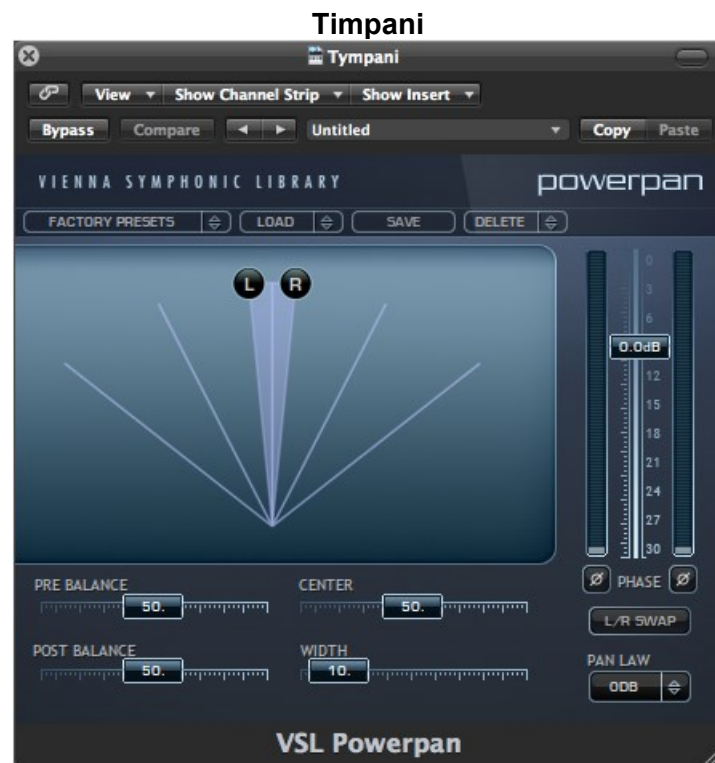 Timpani
Tympani
View Show Channel Strip Show Insert
Bypass Compare Untitled Copy Paste
VIENNA SYMPHONIC LIBRARY powerpan
FACTORY PRESETS LOAD SAVE DELETE
L R
0
3
6
0.0dB
12
15
18
21
24
27
30
PRE BALANCE CENTER
50. 50.
Ø PHASE Ø
L/R SWAP
POST BALANCE WIDTH
50. 10.
PAN LAW
0DB
VSL Powerpan